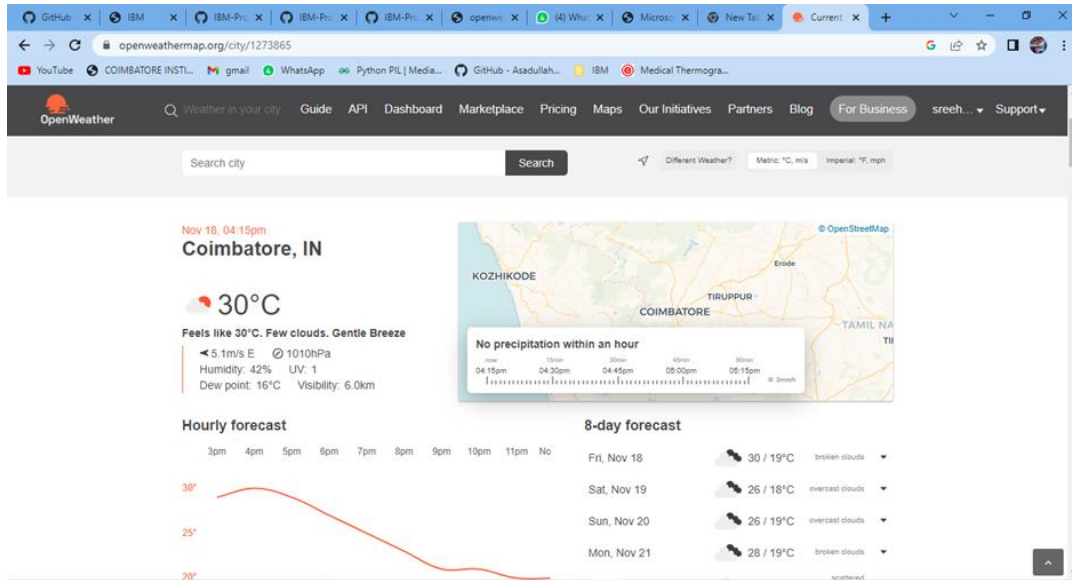 GitHub IBM IBM-Pro IBM-Pro IBM-Pro openwe (4) Wha Microso New Tab Current
openweathermap.org/city/1273865
YouTube COIMBATORE INSTI... gmail WhatsApp Python PIL | Media... GitHub - Asadullah... IBM Medical Thermogra...
OpenWeather Weather in your city Guide API Dashboard Marketplace Pricing Maps Our Initiatives Partners Blog For Business sreeh... Support
Search city Search Different Weather? Metric: °C, m/s Imperial: °F, mph
Nov 18, 04:15pm
Coimbatore, IN
30°C
Feels like 30°C. Few clouds. Gentle Breeze
5.1m/s E 1010hPa
Humidity: 42% UV: 1
Dew point: 16°C Visibility: 6.0km
© OpenStreetMap
KOZHIKODE
Erode
TIRUPPUR
COIMBATORE
TAMIL NA
No precipitation within an hour
now 15min 30min 45min 60min
04:15pm 04:30pm 04:45pm 05:00pm 05:15pm
0mm/h
Hourly forecast
3pm 4pm 5pm 6pm 7pm 8pm 9pm 10pm 11pm No
30°
25°
20°
8-day forecast
Fri, Nov 18 30 / 19°C broken clouds
Sat, Nov 19 26 / 18°C overcast clouds
Sun, Nov 20 26 / 19°C overcast clouds
Mon, Nov 21 28 / 19°C broken clouds
scattered